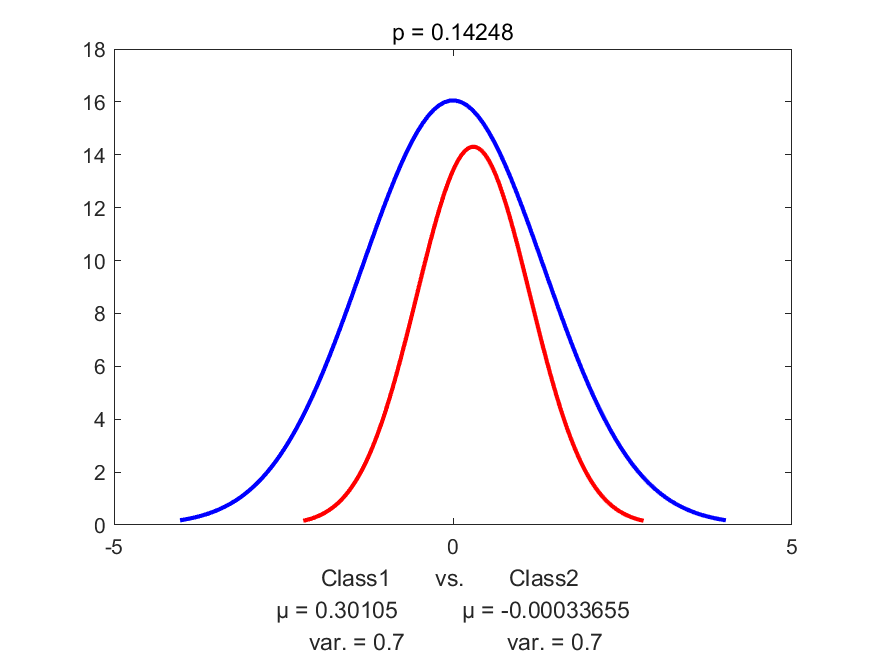 p = 0.14248
18
16
14
12
10
8
6
4
2
0
-5 0 5
Class1 vs. Class2
μ = 0.30105 μ = -0.00033655
var. = 0.7 var. = 0.7